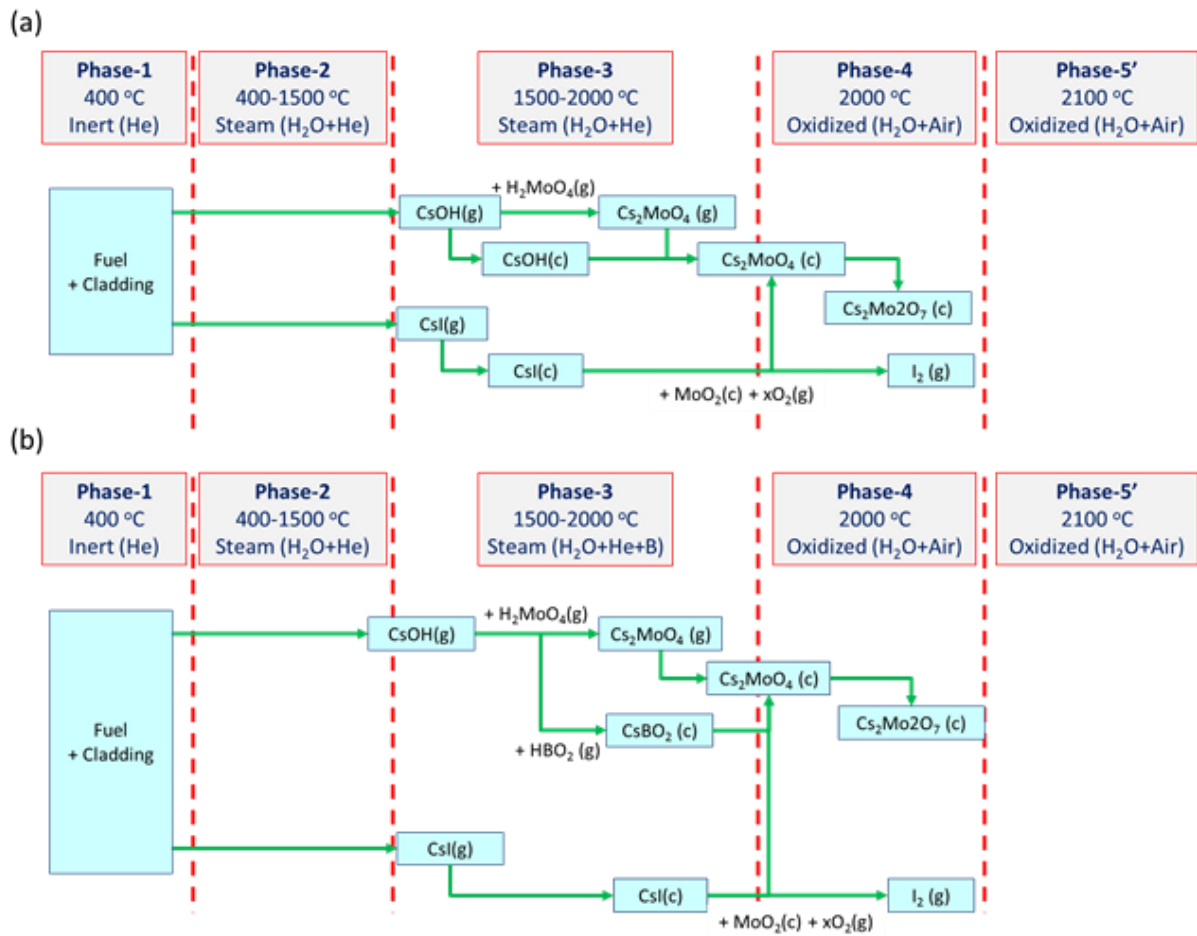 (a)
Phase-1
400 °C
Inert (He)
Phase-2
400-1500 °C
Steam (H₂O+He)
Phase-3
1500-2000 °C
Steam (H₂O+He)
Phase-4
2000 °C
Oxidized (H₂O+Air)
Phase-5’
2100 °C
Oxidized (H₂O+Air)
Fuel
+ Cladding
CsOH(g)
+ H₂MoO₄(g)
Cs₂MoO₄ (g)
CsOH(c)
Cs₂MoO₄ (c)
Cs₂Mo2O₇ (c)
CsI(g)
CsI(c)
+ MoO₂(c) + xO₂(g)
I₂ (g)
(b)
Phase-1
400 °C
Inert (He)
Phase-2
400-1500 °C
Steam (H₂O+He)
Phase-3
1500-2000 °C
Steam (H₂O+He+B)
Phase-4
2000 °C
Oxidized (H₂O+Air)
Phase-5’
2100 °C
Oxidized (H₂O+Air)
Fuel
+ Cladding
CsOH(g)
+ H₂MoO₄(g)
Cs₂MoO₄ (g)
Cs₂MoO₄ (c)
Cs₂Mo2O₇ (c)
CsBO₂ (c)
+ HBO₂ (g)
CsI(g)
CsI(c)
+ MoO₂(c) + xO₂(g)
I₂ (g)